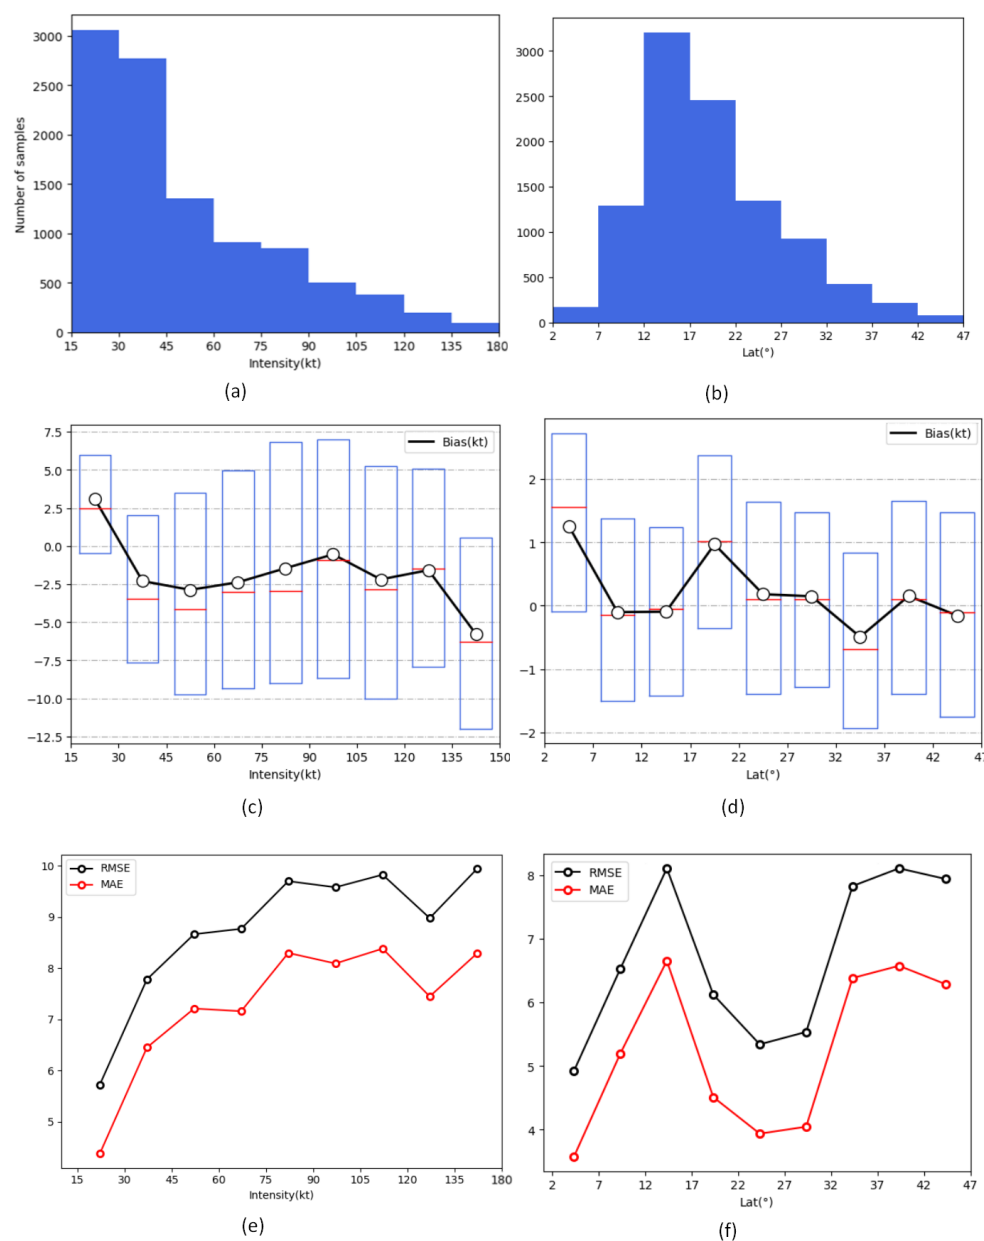 Number of samples
3000
2500
2000
1500
1000
500
0
15 30 45 60 75 90 105 120 135 180
Intensity(kt)
(a)
3000
2500
2000
1500
1000
500
0
2 7 12 17 22 27 32 37 42 47
Lat(°)
(b)
Bias(kt)
7.5
5.0
2.5
0.0
−2.5
−5.0
−7.5
−10.0
−12.5
15 30 45 60 75 90 105 120 135 150
Intensity(kt)
(c)
Bias(kt)
2
1
0
−1
−2
2 7 12 17 22 27 32 37 42 47
Lat(°)
(d)
RMSE
MAE
10
9
8
7
6
5
15 30 45 60 75 90 105 120 135 180
Intensity(kt)
(e)
RMSE
MAE
8
7
6
5
4
2 7 12 17 22 27 32 37 42 47
Lat(°)
(f)